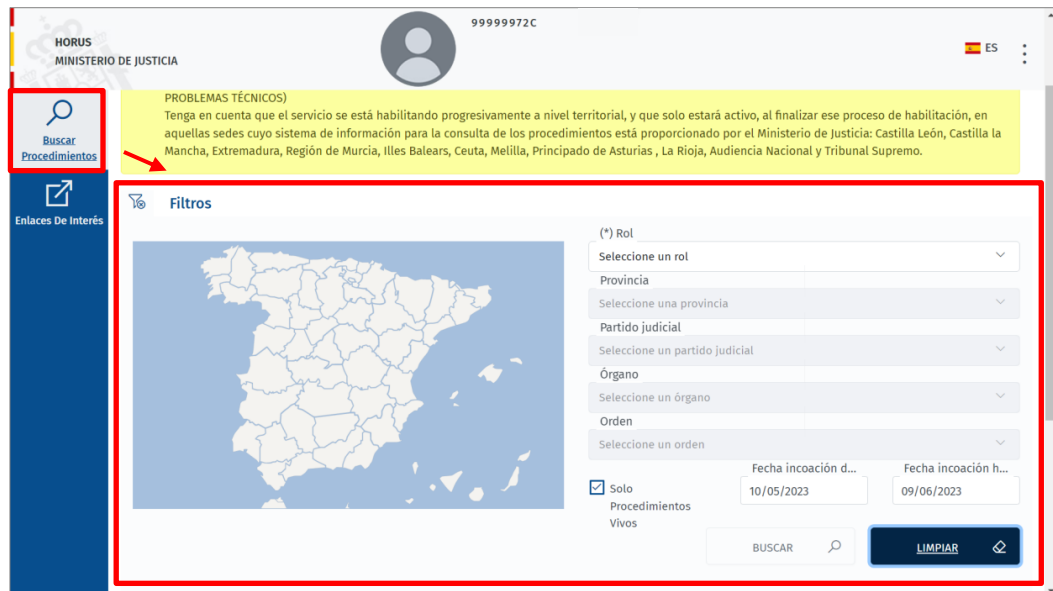 99999972C
HORUS
MINISTERIO DE JUSTICIA
ES
Buscar
Procedimientos
Enlaces De Interés
PROBLEMAS TÉCNICOS)
Tenga en cuenta que el servicio se está habilitando progresivamente a nivel territorial, y que solo estará activo, al finalizar ese proceso de habilitación, en
aquellas sedes cuyo sistema de información para la consulta de los procedimientos está proporcionado por el Ministerio de Justicia: Castilla León, Castilla la
Mancha, Extremadura, Región de Murcia, Illes Balears, Ceuta, Melilla, Principado de Asturias , La Rioja, Audiencia Nacional y Tribunal Supremo.
Filtros
(*) Rol
Seleccione un rol
Provincia
Seleccione una provincia
Partido judicial
Seleccione un partido judicial
Órgano
Seleccione un órgano
Orden
Seleccione un orden
Solo
Procedimientos
Vivos
Fecha incoación d...
10/05/2023
Fecha incoación h...
09/06/2023
BUSCAR
LIMPIAR